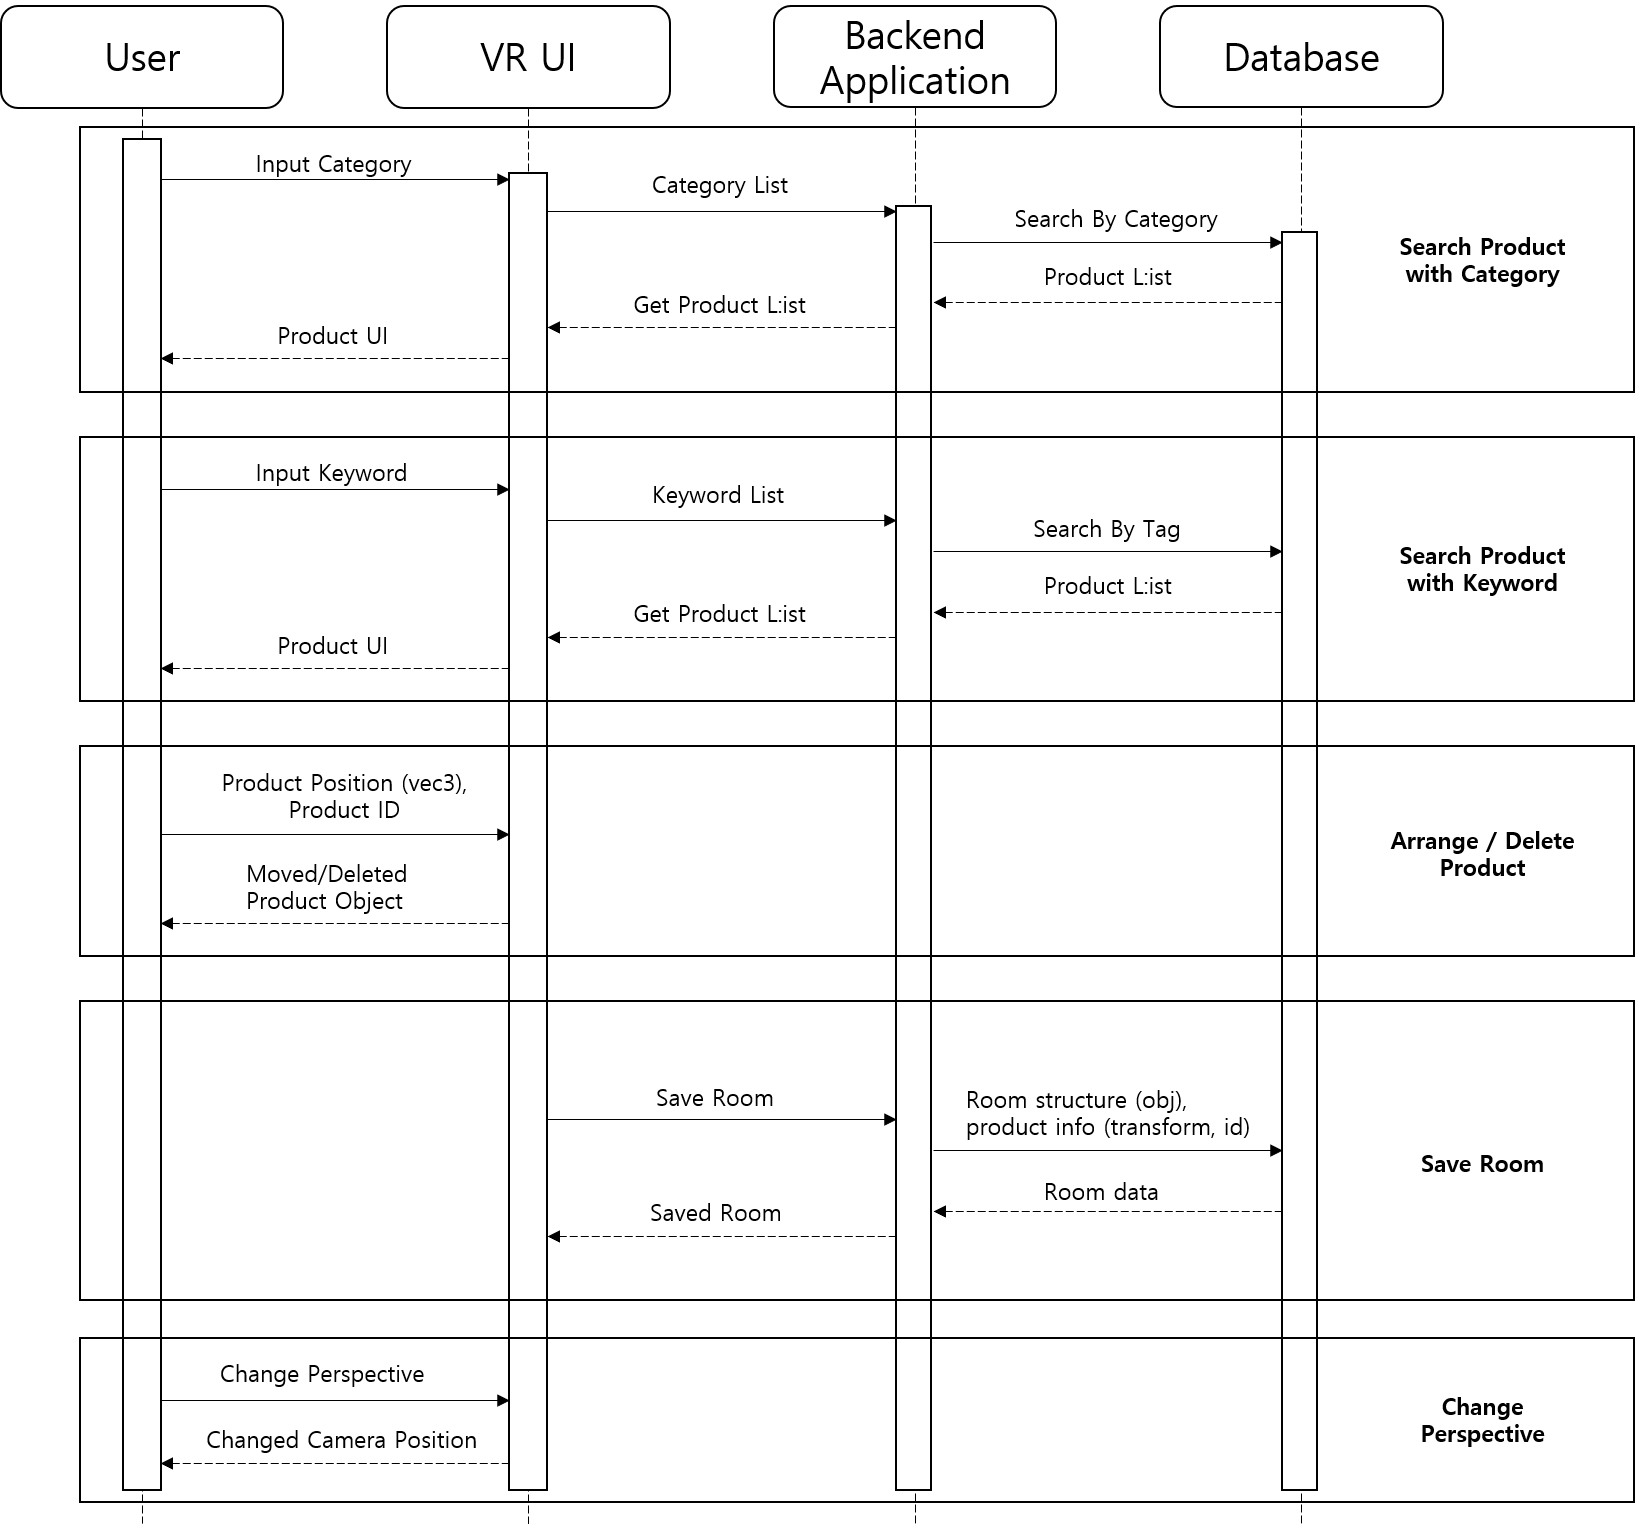 User
VR UI
Backend
Application
Database
Input Category
Category List
Search By Category
Search Product
with Category
Product L:ist
Get Product L:ist
Product UI
Input Keyword
Keyword List
Search By Tag
Search Product
with Keyword
Product L:ist
Get Product L:ist
Product UI
Product Position (vec3),
Product ID
Arrange / Delete
Product
Moved/Deleted
Product Object
Save Room
Room structure (obj),
product info (transform, id)
Save Room
Room data
Saved Room
Change Perspective
Change
Perspective
Changed Camera Position